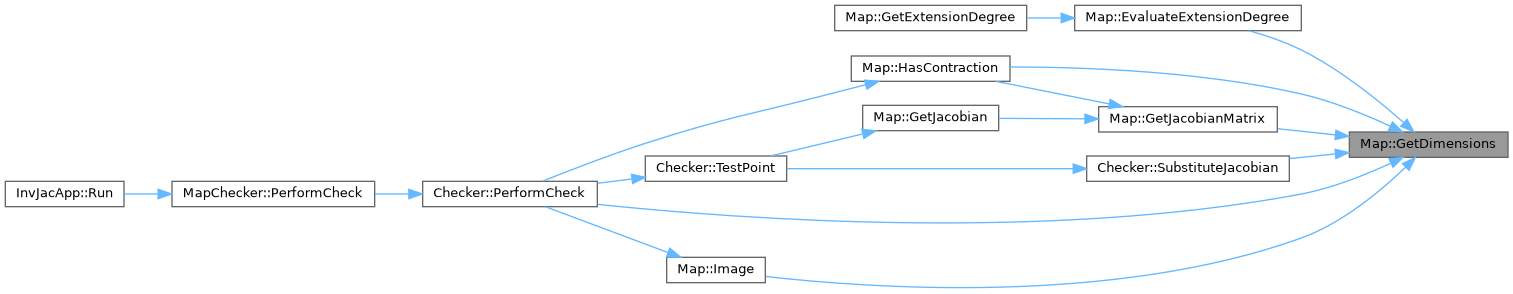 Map::GetExtensionDegree
Map::EvaluateExtensionDegree
Map::HasContraction
Map::GetJacobian
Map::GetJacobianMatrix
Map::GetDimensions
Checker::TestPoint
Checker::SubstituteJacobian
InvJacApp::Run
MapChecker::PerformCheck
Checker::PerformCheck
Map::Image